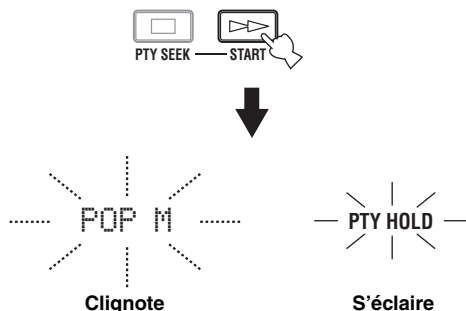 PTY SEEK START
POP M
PTY HOLD
Clignote
S'éclaire